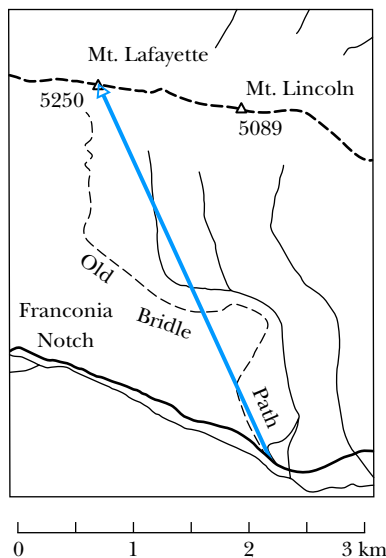 Mt. Lafayette
Mt. Lincoln
5250
5089
Old
Bridle
Path
Franconia
Notch
0 1 2 3 km